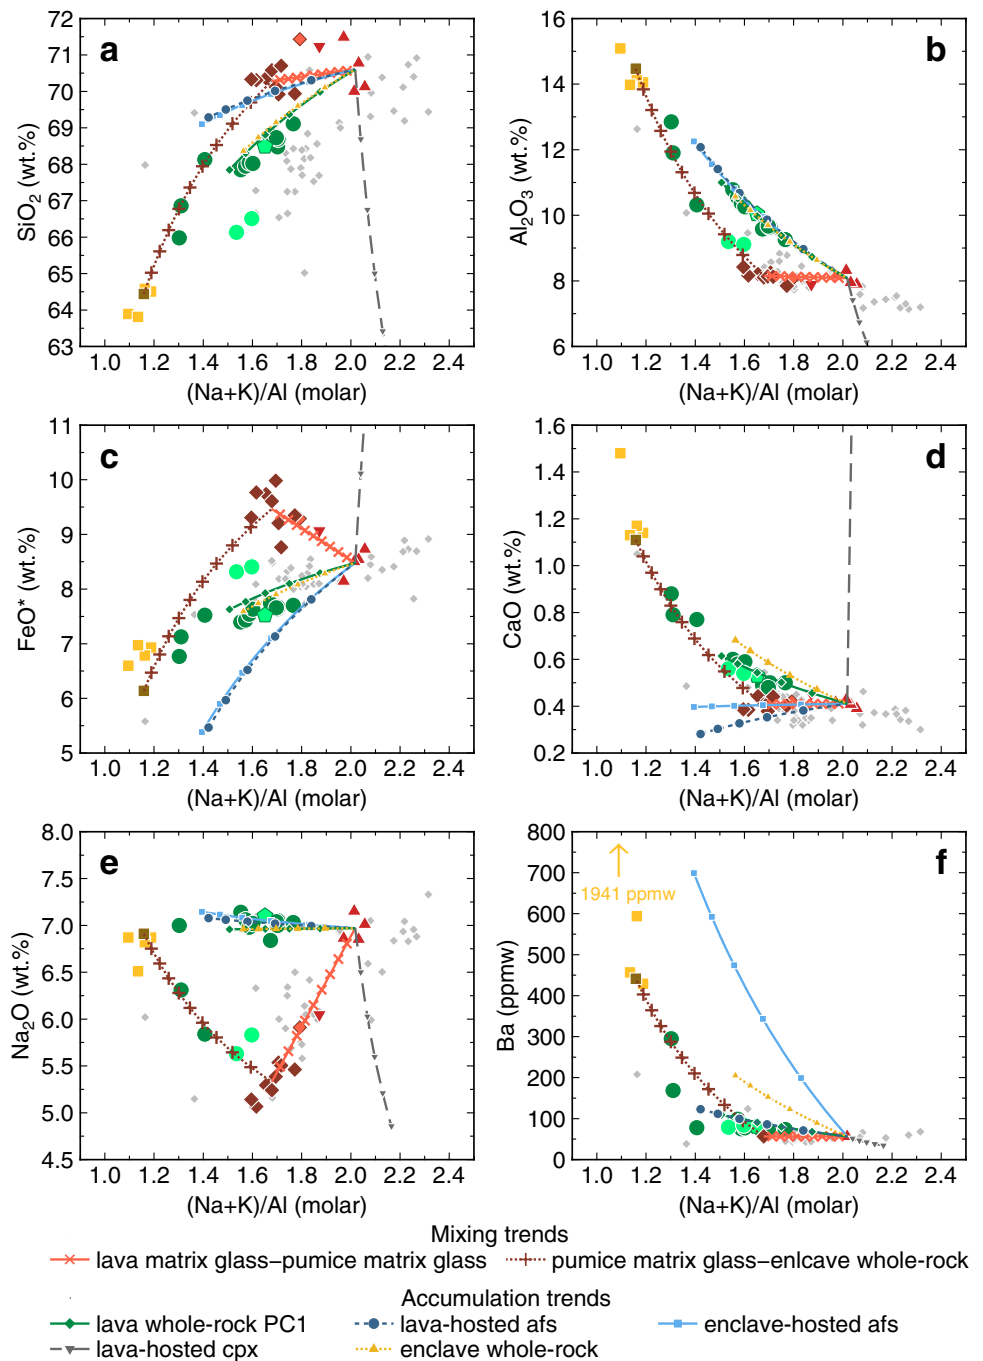 a
SiO2 (wt.%)
72
71
70
69
68
67
66
65
64
63
1.0 1.2 1.4 1.6 1.8 2.0 2.2 2.4
(Na+K)/Al (molar)
b
Al2O3 (wt.%)
16
14
12
10
8
6
1.0 1.2 1.4 1.6 1.8 2.0 2.2 2.4
(Na+K)/Al (molar)
c
FeO* (wt.%)
11
10
9
8
7
6
5
1.0 1.2 1.4 1.6 1.8 2.0 2.2 2.4
(Na+K)/Al (molar)
d
CaO (wt.%)
1.6
1.4
1.2
1.0
0.8
0.6
0.4
0.2
1.0 1.2 1.4 1.6 1.8 2.0 2.2 2.4
(Na+K)/Al (molar)
e
Na2O (wt.%)
8.0
7.5
7.0
6.5
6.0
5.5
5.0
4.5
1.0 1.2 1.4 1.6 1.8 2.0 2.2 2.4
(Na+K)/Al (molar)
f
Ba (ppmw)
800
700
600
500
400
300
200
100
0
1941 ppmw
1.0 1.2 1.4 1.6 1.8 2.0 2.2 2.4
(Na+K)/Al (molar)
Mixing trends
lava matrix glass–pumice matrix glass
pumice matrix glass–enlcave whole-rock
Accumulation trends
lava whole-rock PC1
lava-hosted afs
enclave-hosted afs
lava-hosted cpx
enclave whole-rock